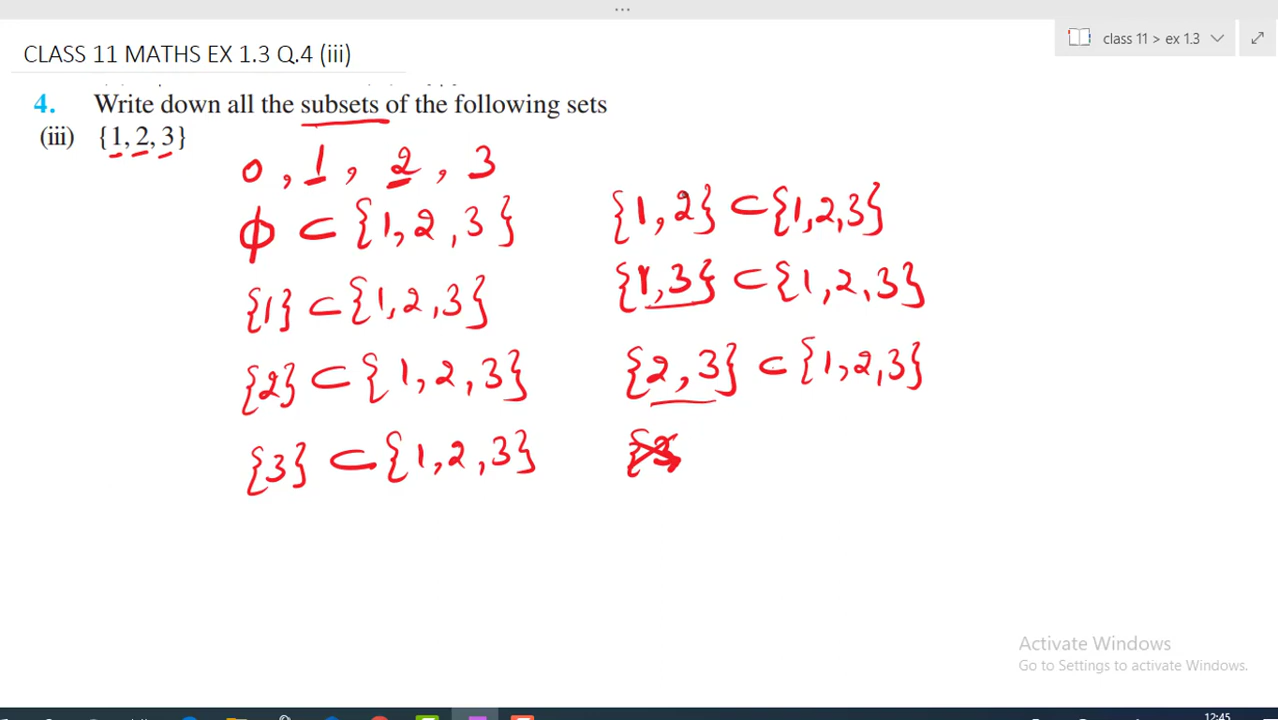 ...
class 11 > ex 1.3
CLASS 11 MATHS EX 1.3 Q.4 (iii)
4. Write down all the subsets of the following sets
(iii) {1, 2, 3}
0, 1, 2, 3
ϕ ⊂ {1,2,3}
{1} ⊂ {1,2,3}
{2} ⊂ {1,2,3}
{3} ⊂ {1,2,3}
{1,2} ⊂ {1,2,3}
{1,3} ⊂ {1,2,3}
{2,3} ⊂ {1,2,3}
Activate Windows
Go to Settings to activate Windows.
12:45